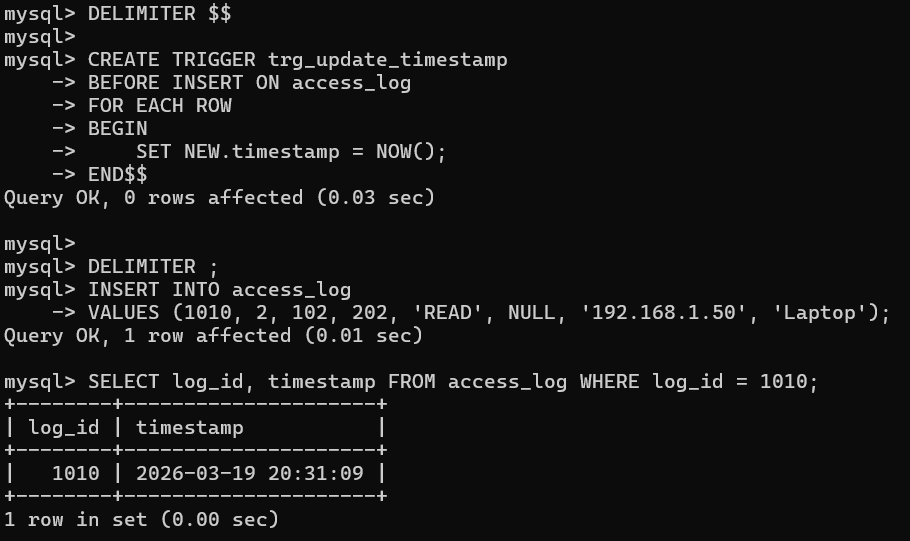 mysql> DELIMITER $$
mysql>
mysql> CREATE TRIGGER trg_update_timestamp
    -> BEFORE INSERT ON access_log
    -> FOR EACH ROW
    -> BEGIN
    ->     SET NEW.timestamp = NOW();
    -> END$$
Query OK, 0 rows affected (0.03 sec)

mysql>
mysql> DELIMITER ;
mysql> INSERT INTO access_log
    -> VALUES (1010, 2, 102, 202, 'READ', NULL, '192.168.1.50', 'Laptop');
Query OK, 1 row affected (0.01 sec)

mysql> SELECT log_id, timestamp FROM access_log WHERE log_id = 1010;
+--------+---------------------+
| log_id | timestamp           |
+--------+---------------------+
|   1010 | 2026-03-19 20:31:09 |
+--------+---------------------+
1 row in set (0.00 sec)